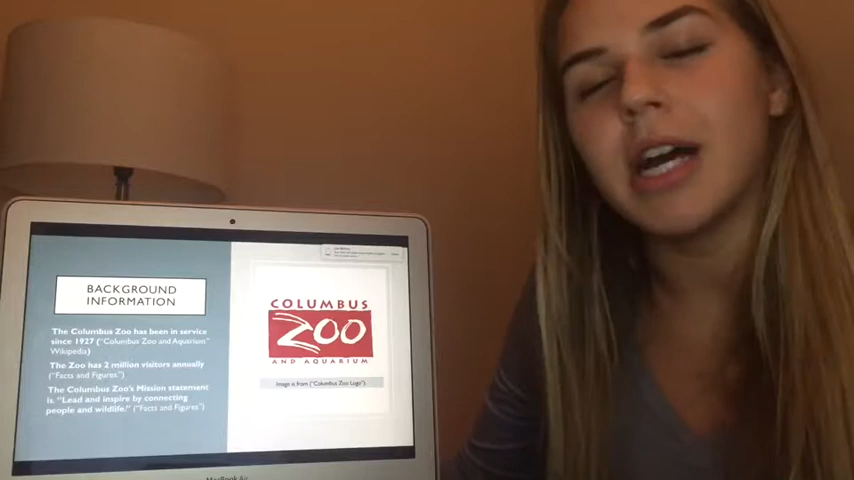 BACKGROUND
INFORMATION
The Columbus Zoo has been in service
since 1927 ("Columbus Zoo and Aquarium"
Wikipedia)
The Zoo has 2 million visitors annually
("Facts and Figures")
The Columbus Zoo's Mission statement
is. "Lead and inspire by connecting
people and wildlife." ("Facts and Figures")
COLUMBUS
ZOO
AND AQUARIUM
Image is from ("Columbus Zoo Logo").
MacBook Air